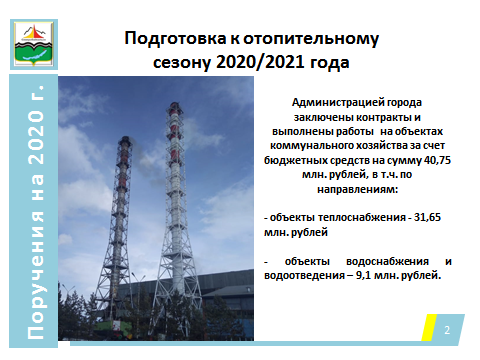 Подготовка к отопительному
сезону 2020/2021 года
Поручения на 2020 г.
Администрацией города
заключены контракты и
выполнены работы на объектах
коммунального хозяйства за счет
бюджетных средств на сумму 40,75
млн. рублей, в т.ч. по
направлениям:
- объекты теплоснабжения - 31,65
млн. рублей
- объекты водоснабжения и
водоотведения – 9,1 млн. рублей.
2